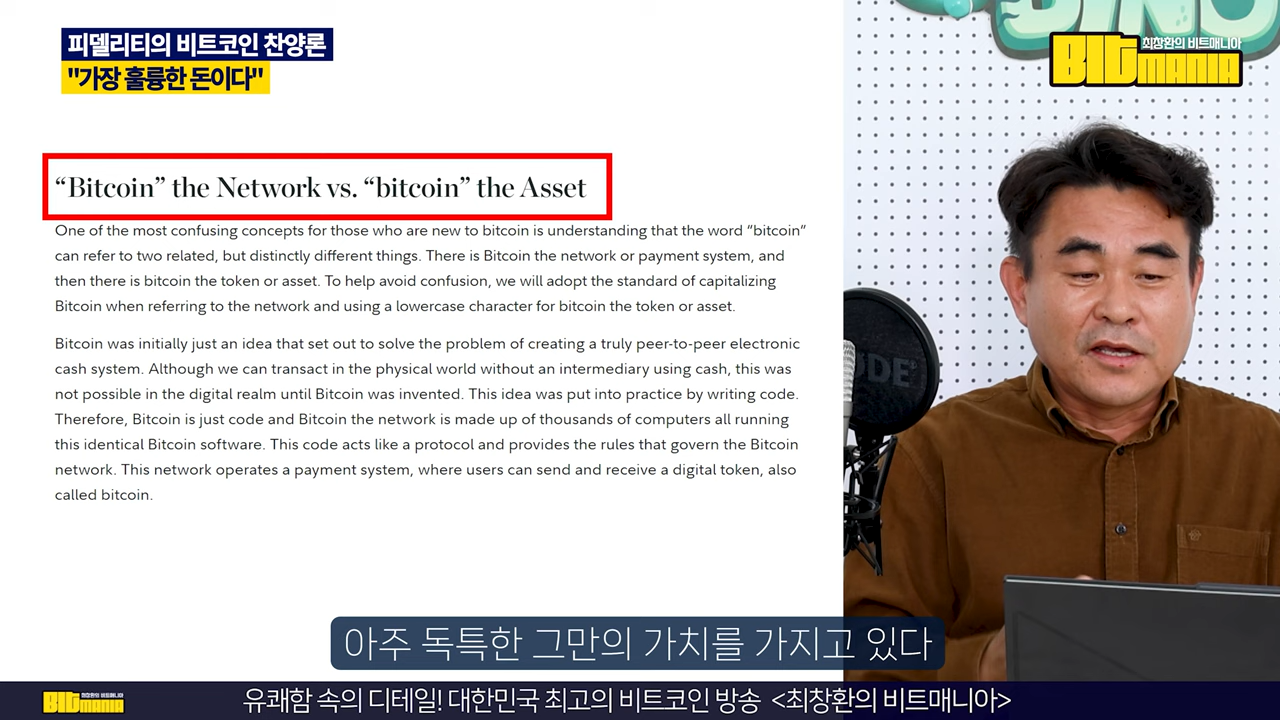 피델리티의 비트코인 찬양론
"가장 훌륭한 돈이다"
DINO
최창환의 비트매니아
BIT MANIA
“Bitcoin” the Network vs. “bitcoin” the Asset
One of the most confusing concepts for those who are new to bitcoin is understanding that the word “bitcoin”
can refer to two related, but distinctly different things. There is Bitcoin the network or payment system, and
then there is bitcoin the token or asset. To help avoid confusion, we will adopt the standard of capitalizing
Bitcoin when referring to the network and using a lowercase character for bitcoin the token or asset.
Bitcoin was initially just an idea that set out to solve the problem of creating a truly peer-to-peer electronic
cash system. Although we can transact in the physical world without an intermediary using cash, this was
not possible in the digital realm until Bitcoin was invented. This idea was put into practice by writing code.
Therefore, Bitcoin is just code and Bitcoin the network is made up of thousands of computers all running
this identical Bitcoin software. This code acts like a protocol and provides the rules that govern the Bitcoin
network. This network operates a payment system, where users can send and receive a digital token, also
called bitcoin.
RODE
아주 독특한 그만의 가치를 가지고 있다
최창환의 비트매니아
BIT MANIA
유쾌함 속의 디테일! 대한민국 최고의 비트코인 방송 <최창환의 비트매니아>